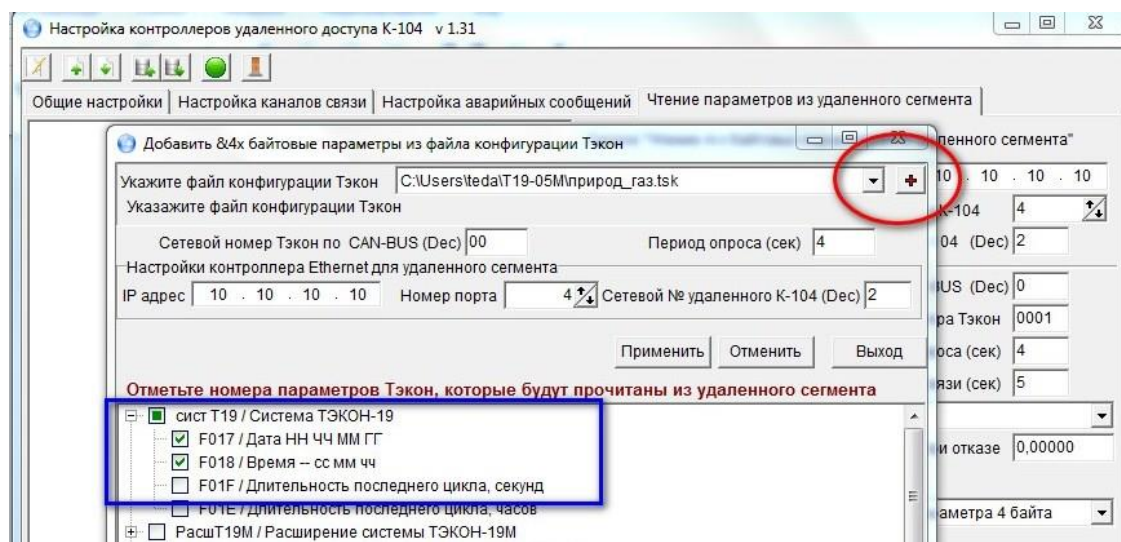 Настройка контроллеров удаленного доступа К-104 v 1.31
Общие настройки Настройка каналов связи Настройка аварийных сообщений Чтение параметров из удаленного сегмента
Добавить &4х байтовые параметры из файла конфигурации Тэкон
ленного сегмента"
Укажите файл конфигурации Тэкон C:\Users\teda\T19-05M\природ_газ.tsk
10 . 10 . 10 . 10
Указажите файл конфигурации Тэкон
К-104 4
Сетевой номер Тэкон по CAN-BUS (Dec) 00 Период опроса (сек) 4
04 (Dec) 2
Настройки контроллера Ethernet для удаленного сегмента
IP адрес 10 . 10 . 10 . 10 Номер порта 4 Сетевой № удаленного К-104 (Dec) 2
US (Dec) 0
ра Тэкон 0001
Применить Отменить Выход
оса (сек) 4
язи (сек) 5
Отметьте номера параметров Тэкон, которые будут прочитаны из удаленного сегмента
сист Т19 / Система ТЭКОН-19
F017 / Дата НН ЧЧ ММ ГГ
F018 / Время -- сс мм чч
и отказе 0,00000
F01F / Длительность последнего цикла, секунд
F01E / Длительность последнего цикла, часов
аметра 4 байта
РасшТ19М / Расширение системы ТЭКОН-19М